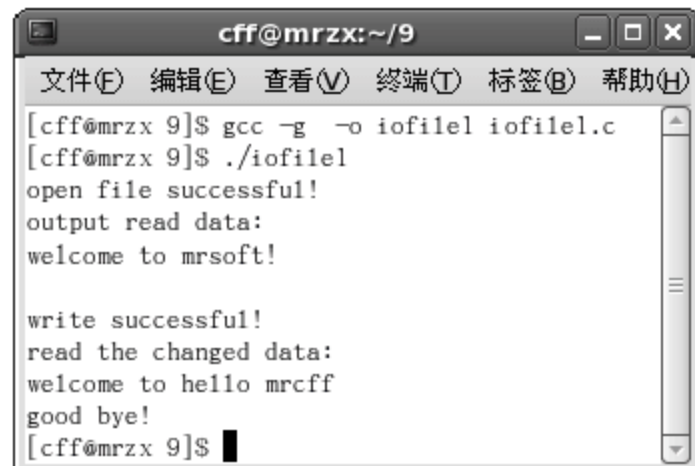 cff@mrzx:~/9
文件(F) 编辑(E) 查看(V) 终端(T) 标签(B) 帮助(H)
[cff@mrzx 9]$ gcc -g -o iofile1 iofile1.c
[cff@mrzx 9]$ ./iofile1
open file successful!
output read data:
welcome to mrsoft!
write successful!
read the changed data:
welcome to hello mrcff
good bye!
[cff@mrzx 9]$